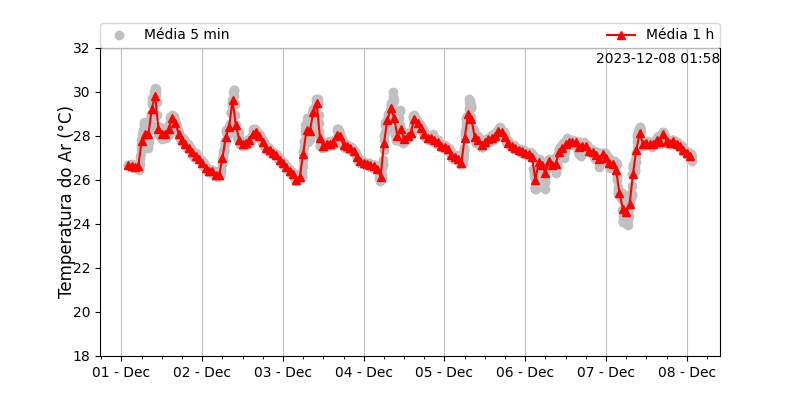 Média 5 min
Média 1 h
2023-12-08 01:58
Temperatura do Ar (°C)
32
30
28
26
24
22
20
18
01 - Dec
02 - Dec
03 - Dec
04 - Dec
05 - Dec
06 - Dec
07 - Dec
08 - Dec